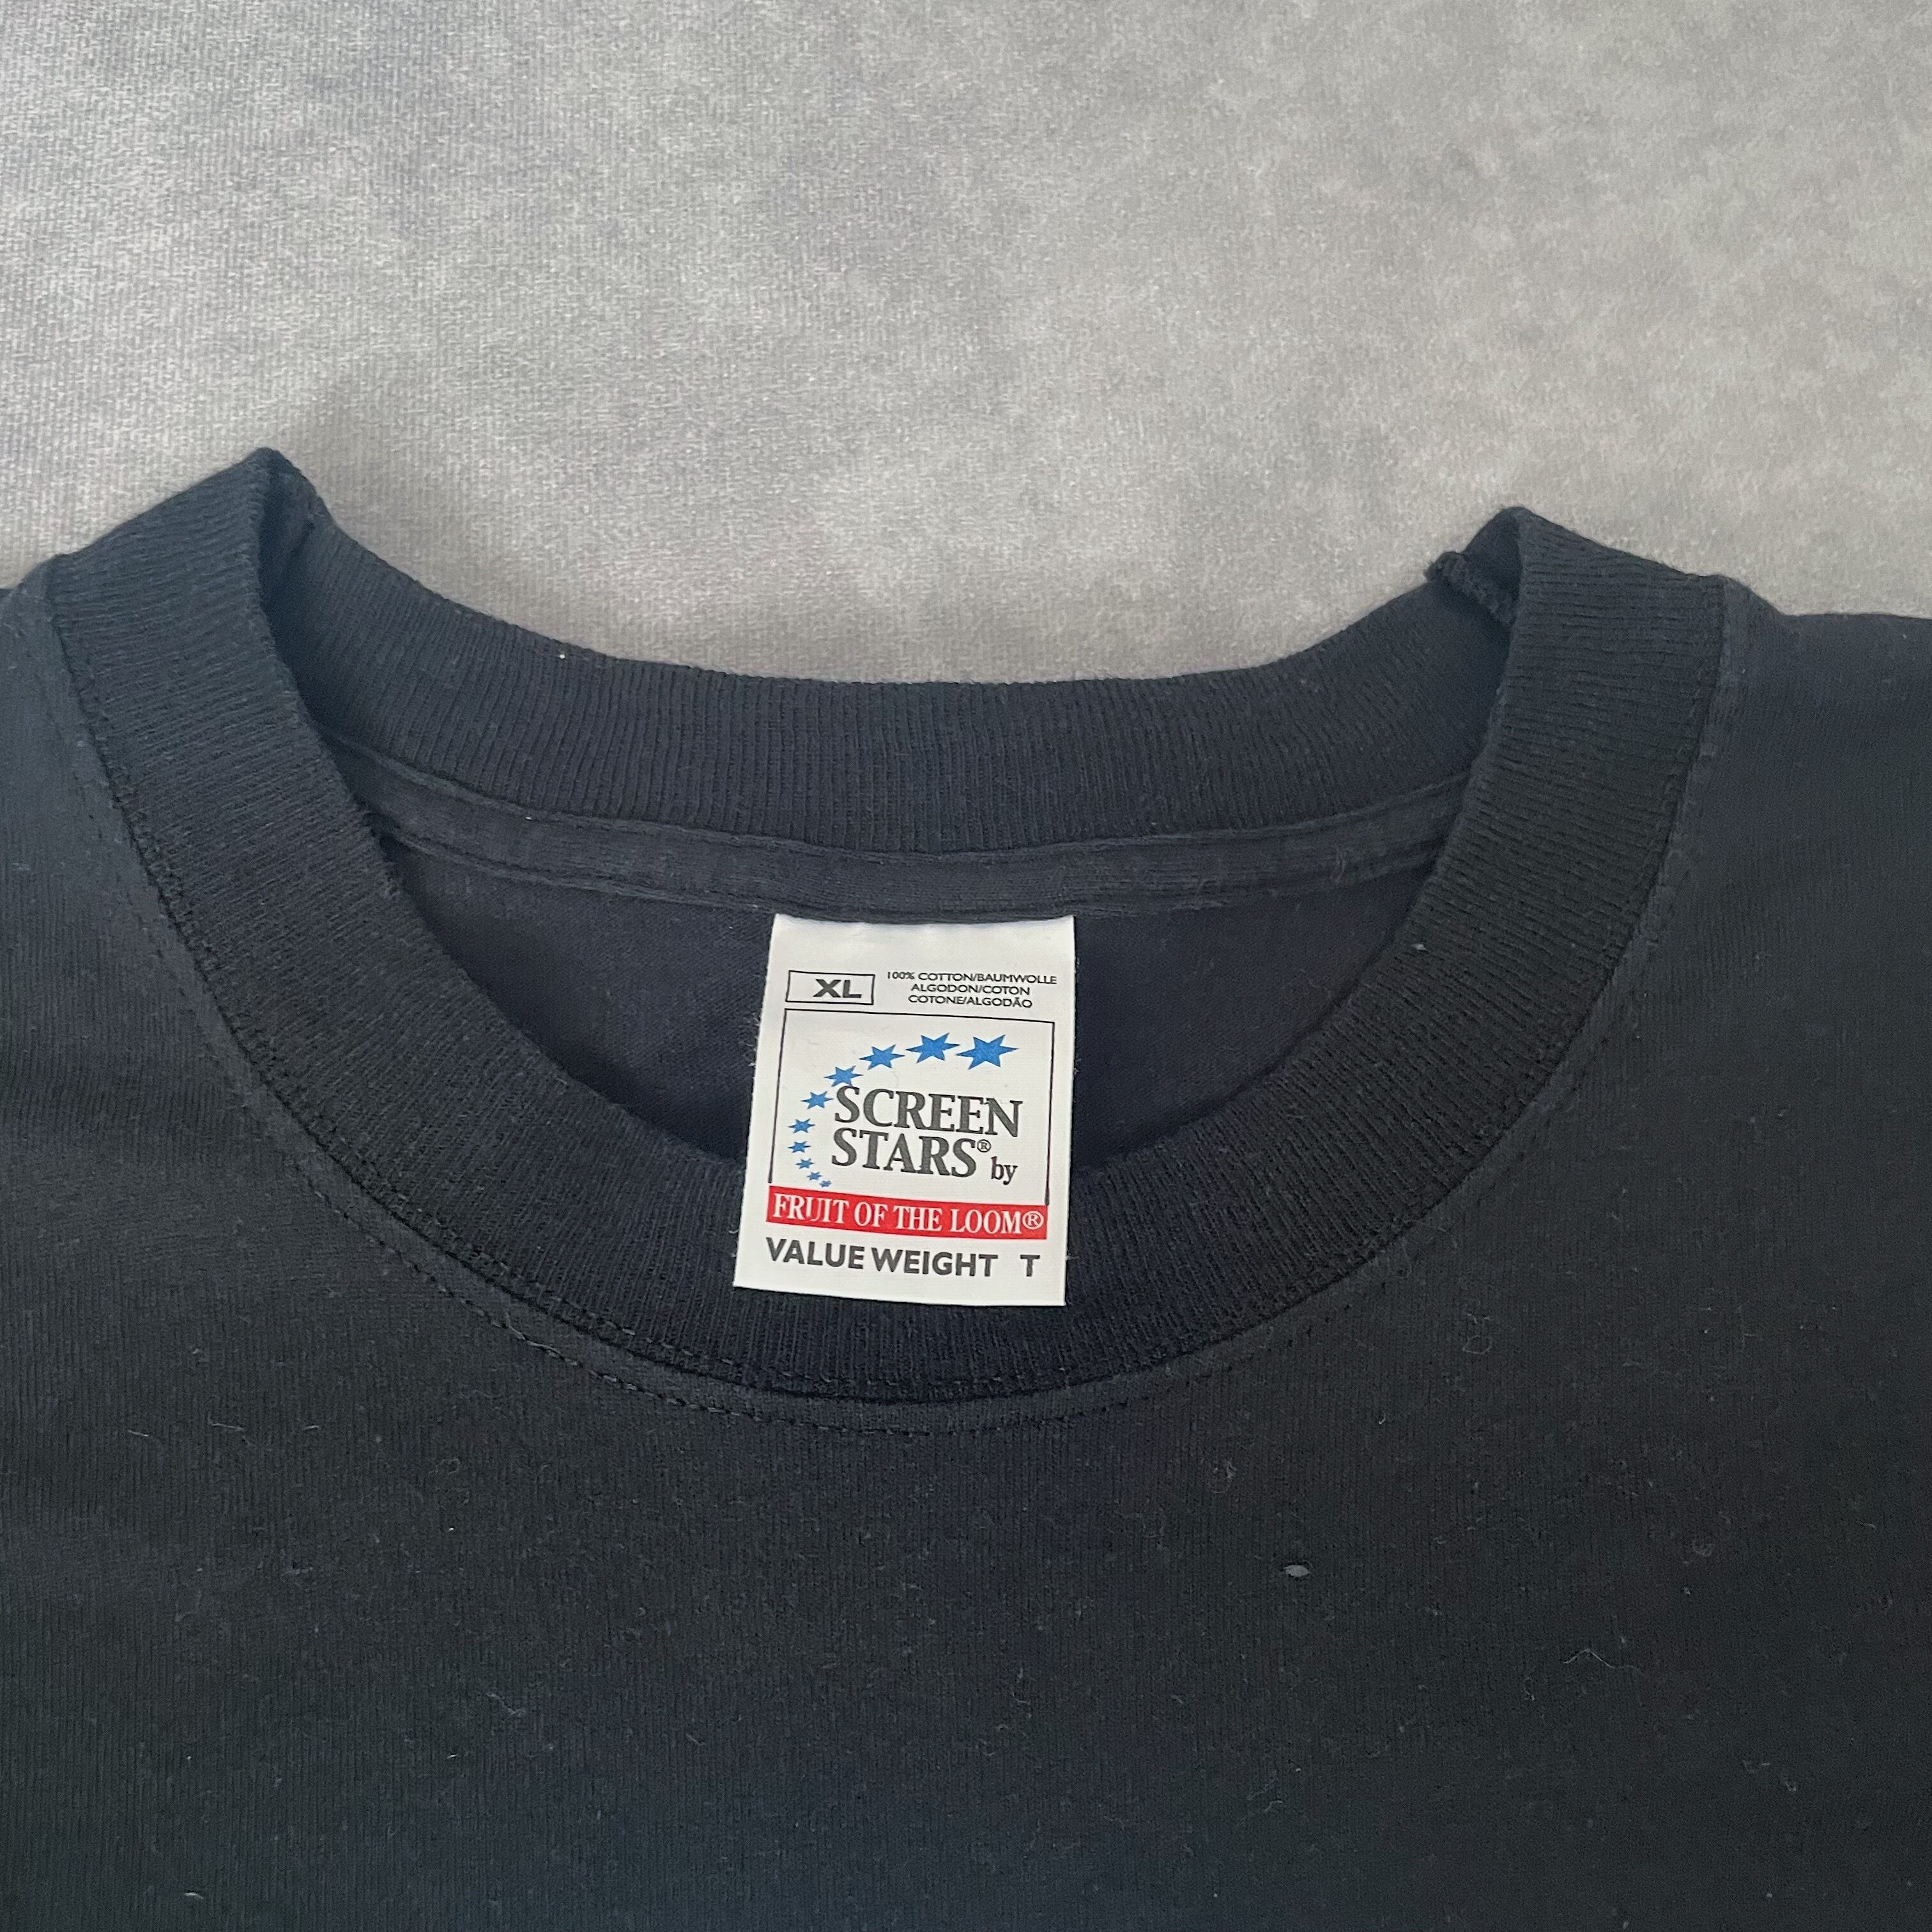 XL
100% COTTON/BAUMWOLLE
ALGODON/COTON
COTONE/ALGODÃO
SCREEN
STARS® by
FRUIT OF THE LOOM®
VALUE WEIGHT T